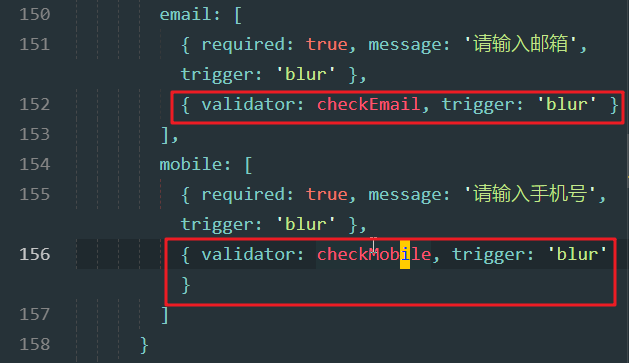 150 email: [
151 { required: true, message: '请输入邮箱',
trigger: 'blur' },
152 { validator: checkEmail, trigger: 'blur' }
153 ],
154 mobile: [
155 { required: true, message: '请输入手机号',
trigger: 'blur' },
156 { validator: checkMobile, trigger: 'blur'
}
157 ]
158 }